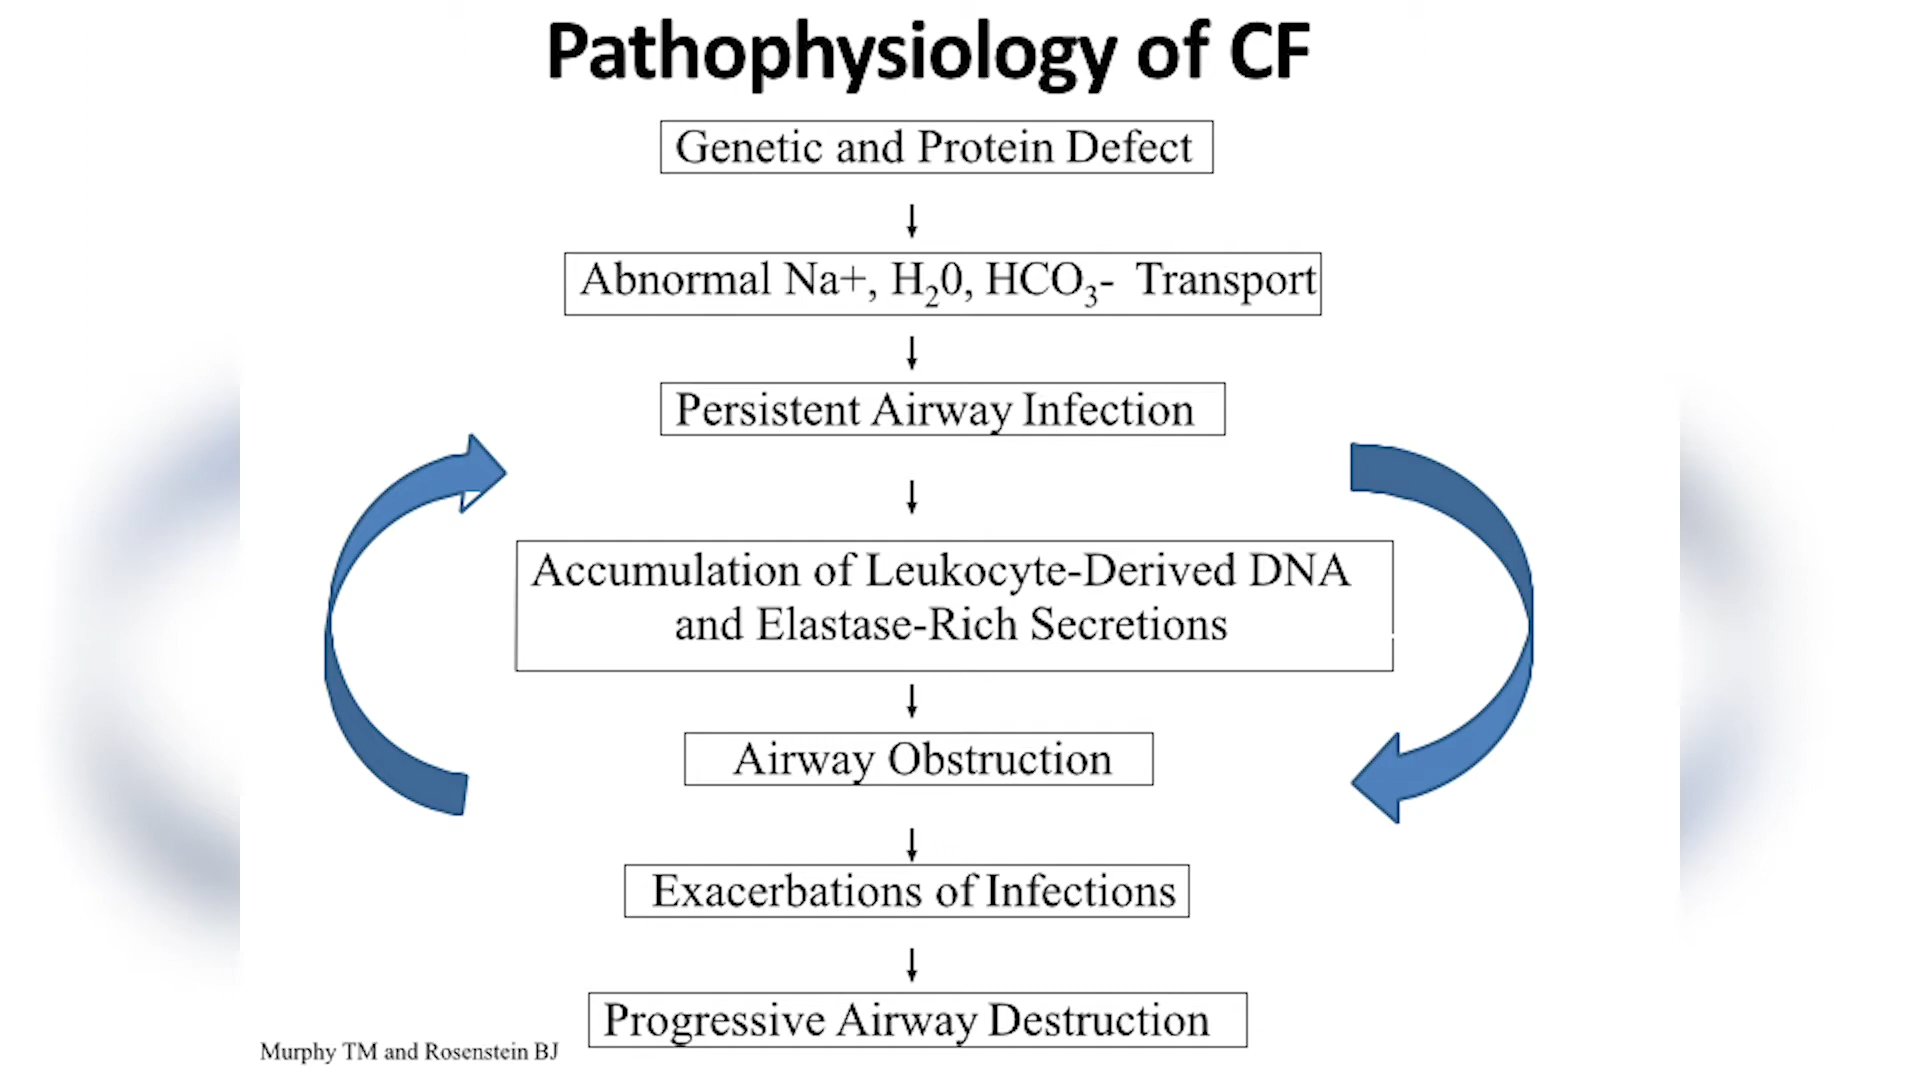 Pathophysiology of CF
Genetic and Protein Defect
Abnormal Na+, H₂0, HCO₃- Transport
Persistent Airway Infection
Accumulation of Leukocyte-Derived DNA
and Elastase-Rich Secretions
Airway Obstruction
Exacerbations of Infections
Progressive Airway Destruction
Murphy TM and Rosenstein BJ